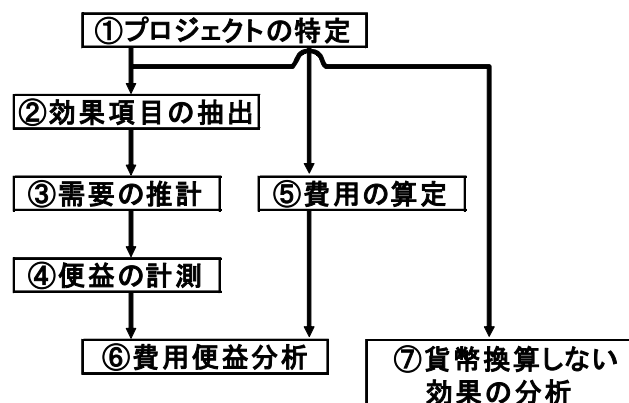 ①プロジェクトの特定
②効果項目の抽出
③需要の推計
⑤費用の算定
④便益の計測
⑥費用便益分析
⑦貨幣換算しない
効果の分析